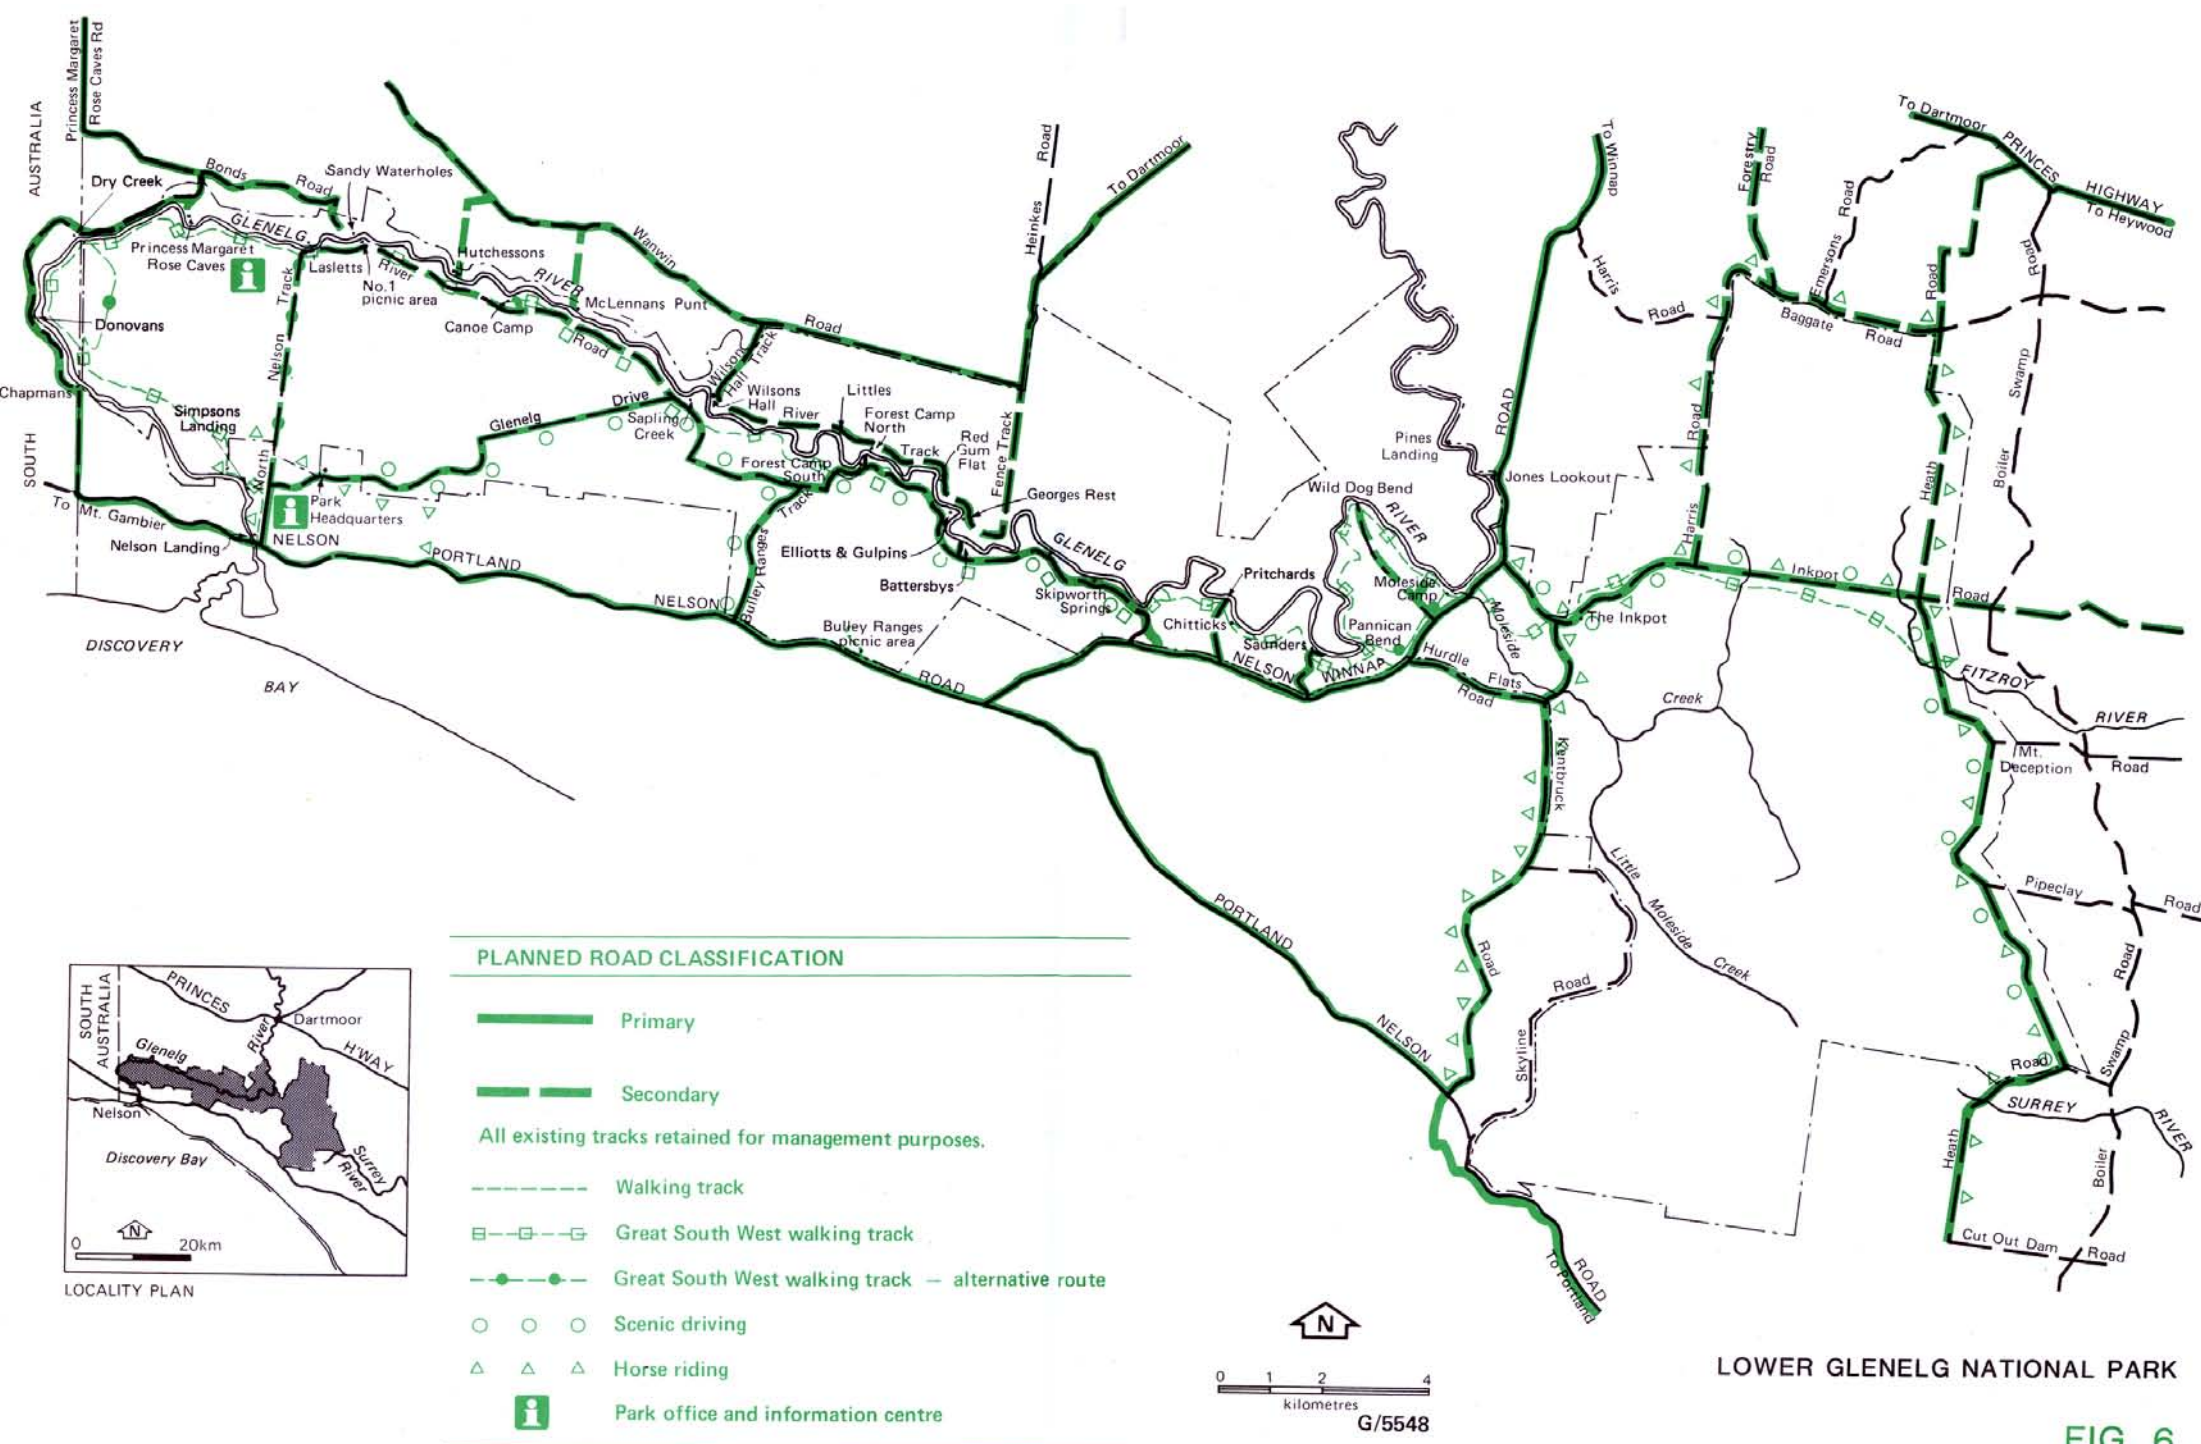 Princess Margaret
Rose Caves Rd
AUSTRALIA
SOUTH
Dry Creek
Bonds
Road
Sandy Waterholes
GLENELG
Princess Margaret
Rose Caves
i
Lasletts
River
No.1
picnic area
Hutchessons
RIVER
Canoe Camp
Road
McLennans Punt
Wanwin
Road
Donovans
Chapmans
Simpsons
Landing
Nelson
Track
North
Glenelg
Drive
Sapling
Creek
Wilsons
Hall
Track
Wilsons
Hall
Littles
River
Forest Camp
North
Track
Red
Gum
Flat
Forest Camp
South
Fence Track
Georges Rest
Heinkes
Road
To Dartmoor
To Mt. Gambier
Nelson Landing
i
Park
Headquarters
NELSON
PORTLAND
NELSON
Bulley Ranges
Track
Elliotts & Gulpins
Battersbys
GLENELG
Skipworth
Springs
Bulley Ranges
picnic area
ROAD
Pritchards
Chitticks
Saunders
NELSON
WINNAP
ROAD
Wild Dog Bend
RIVER
Moleside
Camp
Pannican
Bend
Pines
Landing
Jones Lookout
To Winnap
Harris
Road
Forestry
Road
Emersons
Road
Baggate
Road
Harris
Road
To Dartmoor
PRINCES
HIGHWAY
To Heywood
Road
Heath
Boiler
Swamp
Road
Inkpot
Road
The Inkpot
Moleside
Creek
Hurdle
Flats
Road
FITZROY
RIVER
Mt.
Deception
Road
Kentbruck
Road
Little
Moleside
Creek
Skyline
Road
Pipeclay
Road
Road
Swamp
Boiler
Road
Heath
SURREY
RIVER
Cut Out Dam
Road
PORTLAND
NELSON
ROAD
To Portland
DISCOVERY
BAY
SOUTH
AUSTRALIA
PRINCES
H'WAY
Dartmoor
River
Glenelg
Nelson
Discovery Bay
Surrey
River
N
0 20km
LOCALITY PLAN
PLANNED ROAD CLASSIFICATION
Primary
Secondary
All existing tracks retained for management purposes.
Walking track
Great South West walking track
Great South West walking track — alternative route
Scenic driving
Horse riding
i Park office and information centre
N
0 1 2 4
kilometres
G/5548
LOWER GLENELG NATIONAL PARK
FIG. 6